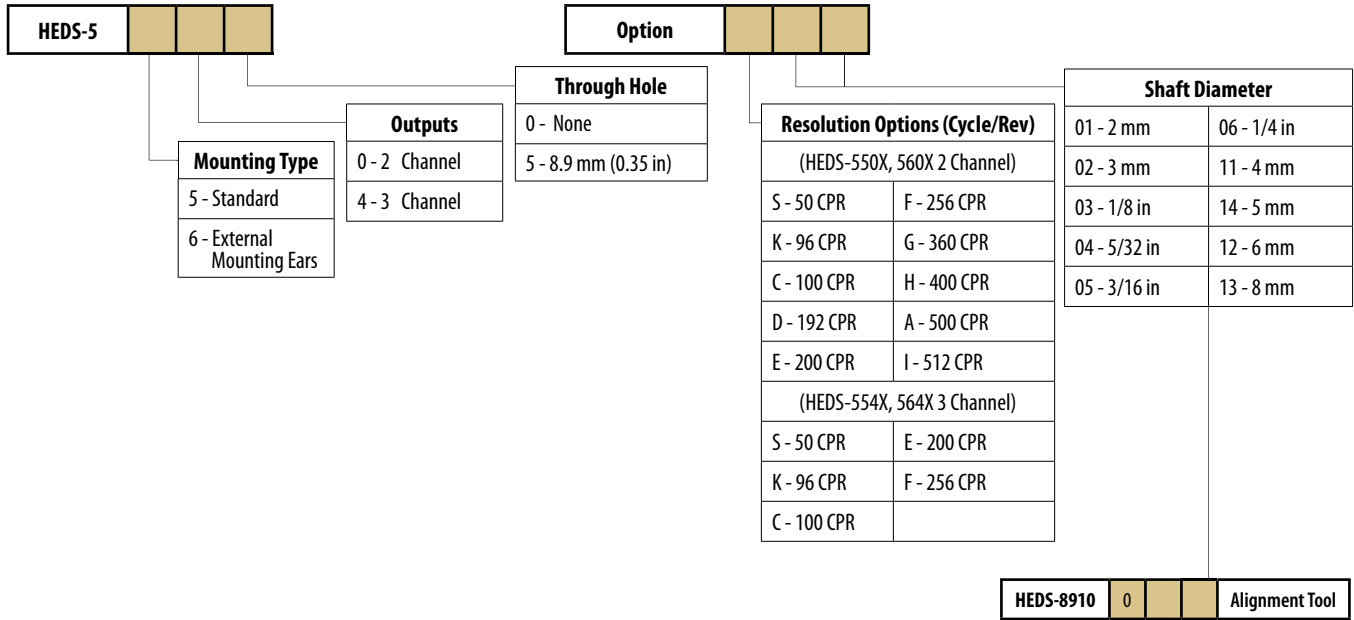 HEDS-5
Option
Mounting Type
5 - Standard
6 - External
Mounting Ears
Outputs
0 - 2 Channel
4 - 3 Channel
Through Hole
0 - None
5 - 8.9 mm (0.35 in)
Resolution Options (Cycle/Rev)
(HEDS-550X, 560X 2 Channel)
S - 50 CPR F - 256 CPR
K - 96 CPR G - 360 CPR
C - 100 CPR H - 400 CPR
D - 192 CPR A - 500 CPR
E - 200 CPR I - 512 CPR
(HEDS-554X, 564X 3 Channel)
S - 50 CPR E - 200 CPR
K - 96 CPR F - 256 CPR
C - 100 CPR
Shaft Diameter
01 - 2 mm 06 - 1/4 in
02 - 3 mm 11 - 4 mm
03 - 1/8 in 14 - 5 mm
04 - 5/32 in 12 - 6 mm
05 - 3/16 in 13 - 8 mm
HEDS-8910 0 Alignment Tool